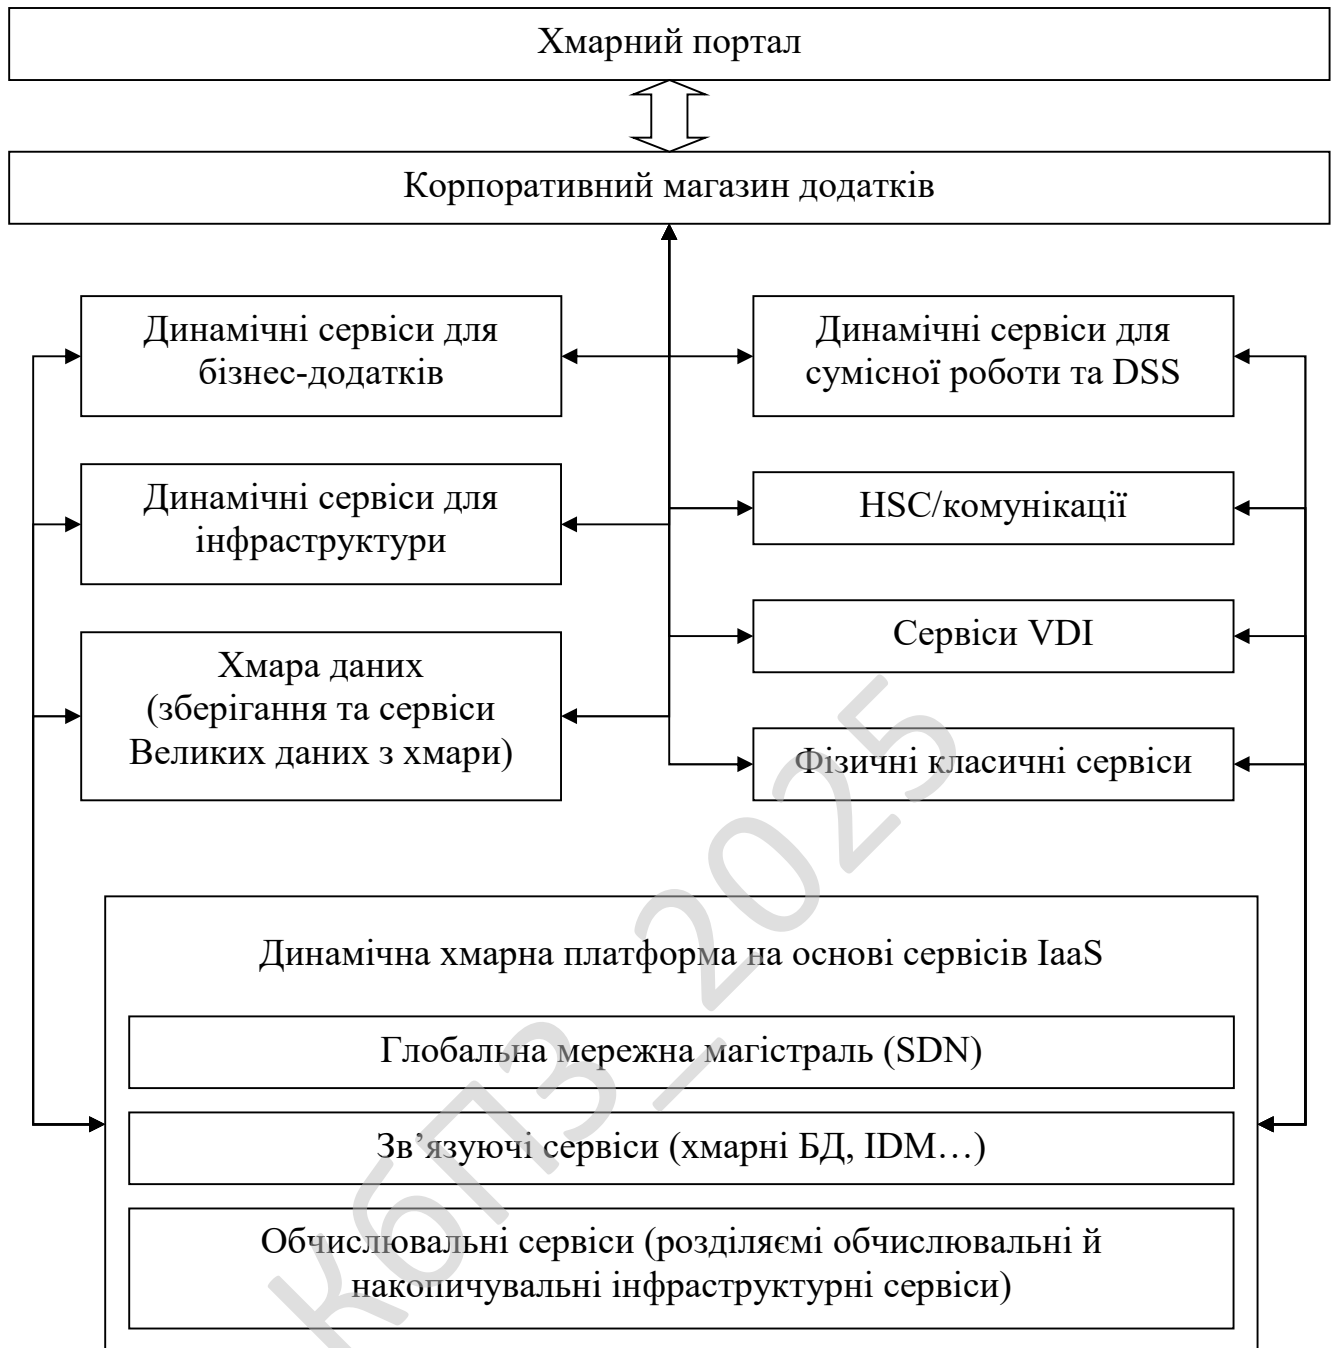 Хмарний портал
Корпоративний магазин додатків
Динамічні сервіси для
бізнес-додатків
Динамічні сервіси для
сумісної роботи та DSS
Динамічні сервіси для
інфраструктури
HSC/комунікації
Сервіси VDI
Хмара даних
(зберігання та сервіси
Великих даних з хмари)
Фізичні класичні сервіси
Динамічна хмарна платформа на основі сервісів IaaS
Глобальна мережна магістраль (SDN)
Зв’язуючі сервіси (хмарні БД, IDM…)
Обчислювальні сервіси (розділяємі обчислювальні й
накопичувальні інфраструктурні сервіси)
КбПЗ_2025